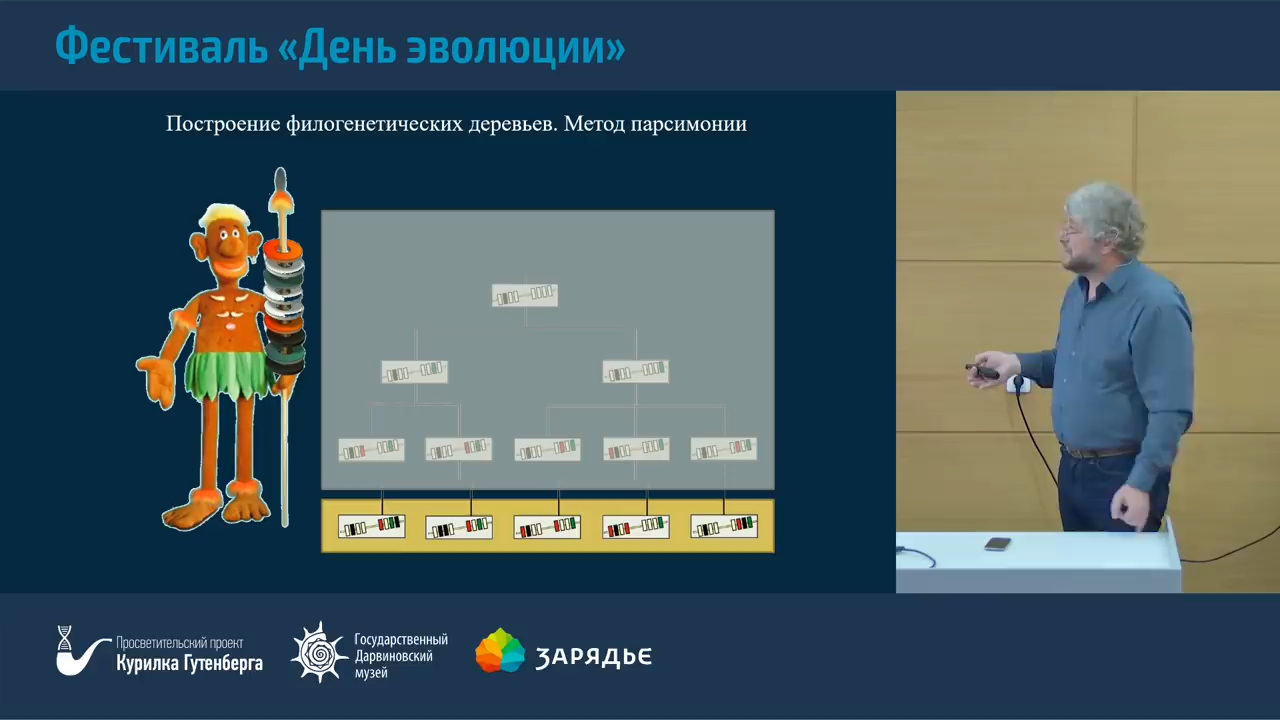 Фестиваль «День эволюции»
Построение филогенетических деревьев. Метод парсимонии
Просветительский проект
Курилка Гутенберга
Государственный
Дарвиновский
музей
ЗАРЯДЬЕ